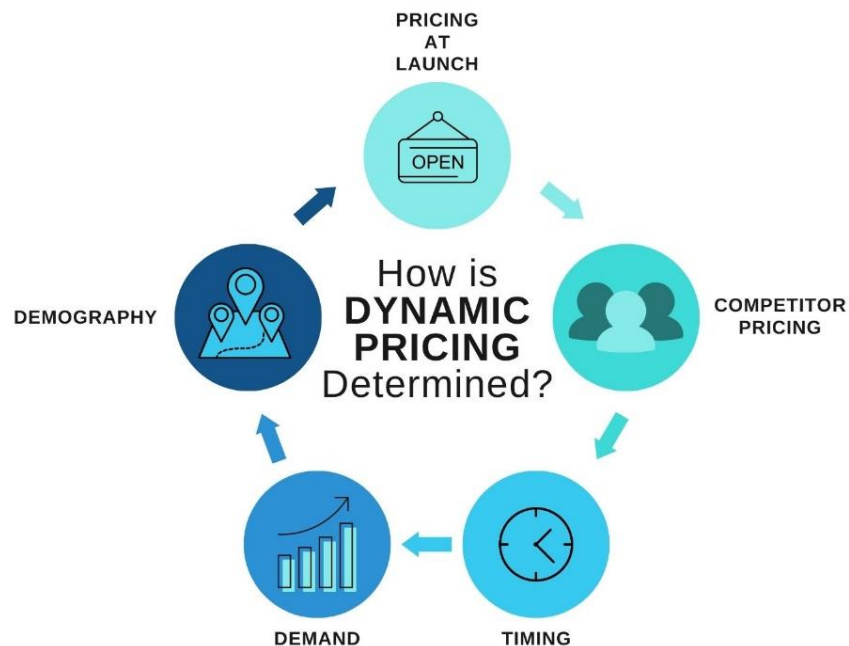 PRICING
AT
LAUNCH
OPEN
How is
DYNAMIC
PRICING
Determined?
COMPETITOR
PRICING
TIMING
DEMAND
DEMOGRAPHY